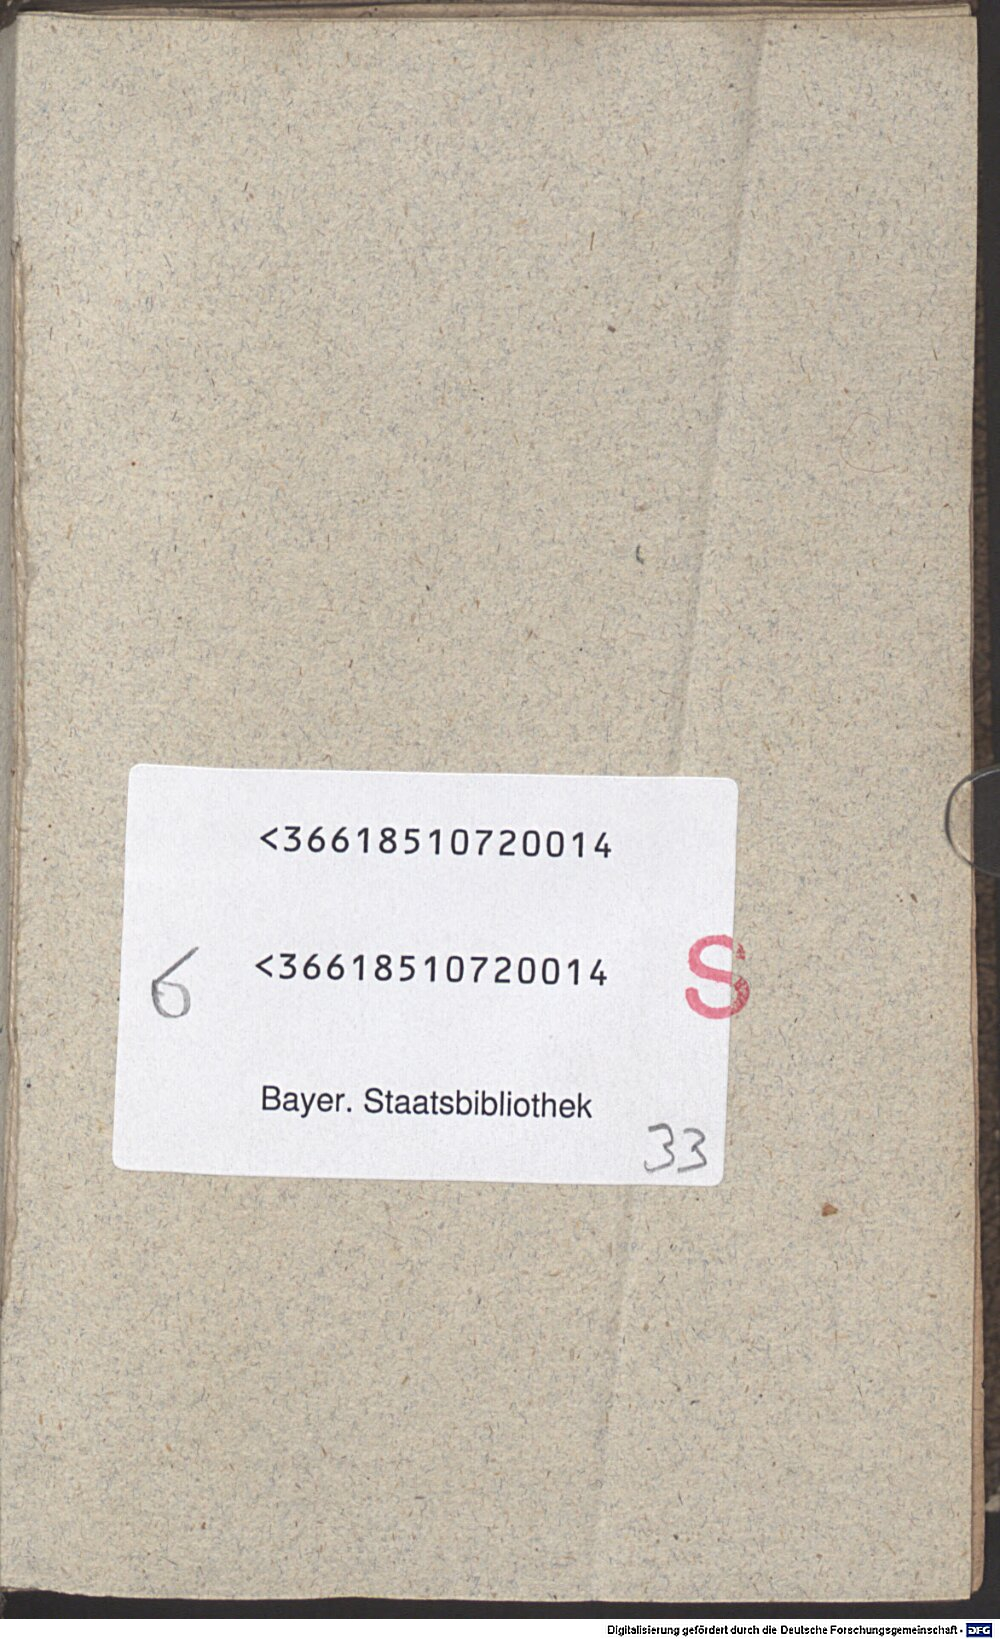 <36618510720014
6 <36618510720014 S
Bayer. Staatsbibliothek
33
Digitalisierung gefördert durch die Deutsche Forschungsgemeinschaft - DFG